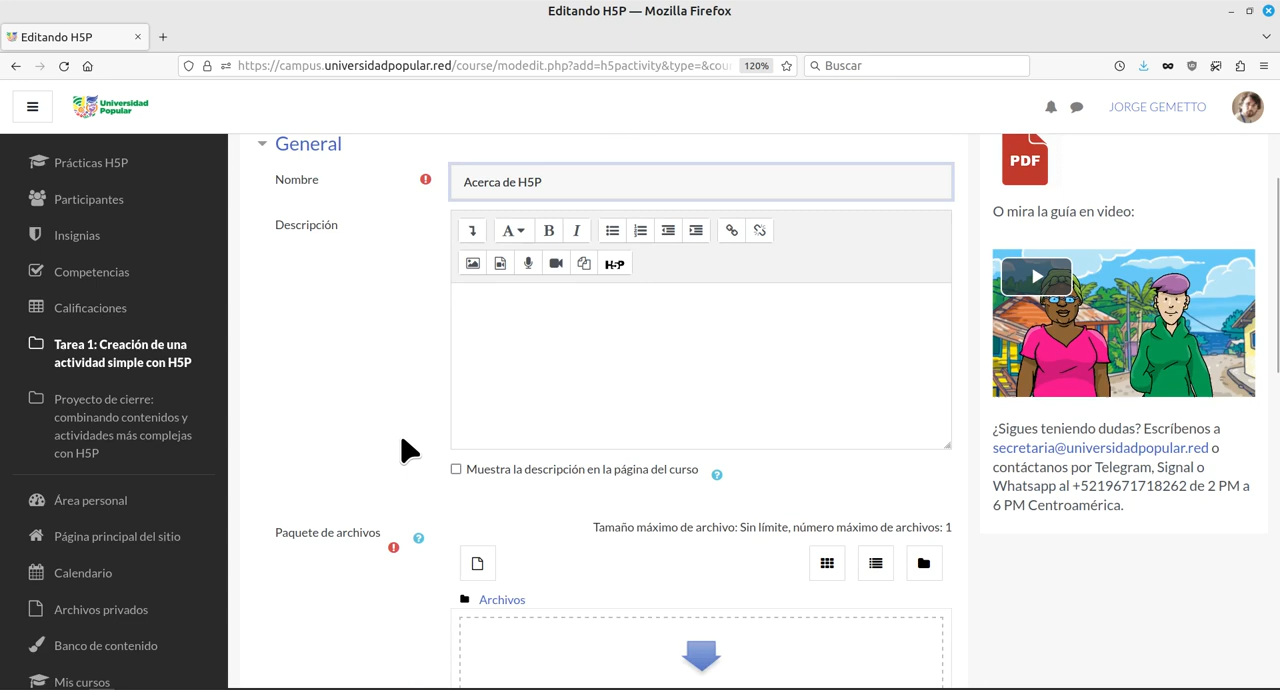 Editando H5P — Mozilla Firefox
Editando H5P
https://campus.universidadpopular.red/course/modedit.php?add=h5pactivity&type=&cou
120%
Buscar
Universidad
Popular
JORGE GEMETTO
Prácticas H5P
Participantes
Insignias
Competencias
Calificaciones
Tarea 1: Creación de una
actividad simple con H5P
Proyecto de cierre:
combinando contenidos y
actividades más complejas
con H5P
Área personal
Página principal del sitio
Calendario
Archivos privados
Banco de contenido
Mis cursos
General
Nombre
Acerca de H5P
Descripción
A
B
I
H5P
Muestra la descripción en la página del curso
Paquete de archivos
Tamaño máximo de archivo: Sin límite, número máximo de archivos: 1
Archivos
PDF
O mira la guía en video:
¿Sigues teniendo dudas? Escríbenos a
secretaria@universidadpopular.red o
contáctanos por Telegram, Signal o
Whatsapp al +5219671718262 de 2 PM a
6 PM Centroamérica.